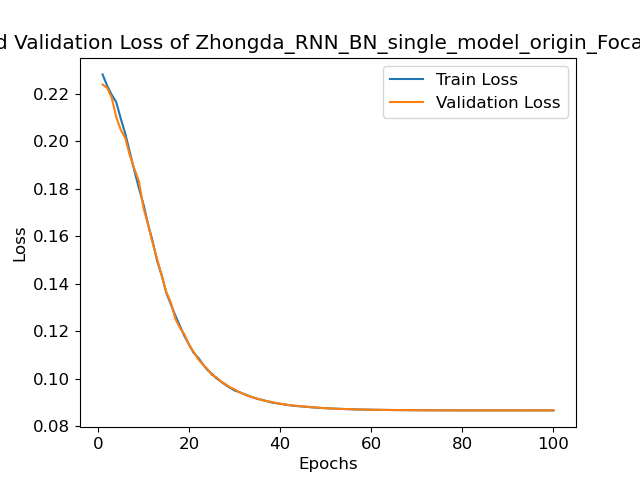 d Validation Loss of Zhongda_RNN_BN_single_model_origin_Foca
Train Loss
Validation Loss
0.22
0.20
0.18
0.16
0.14
0.12
0.10
0.08
Loss
0
20
40
60
80
100
Epochs